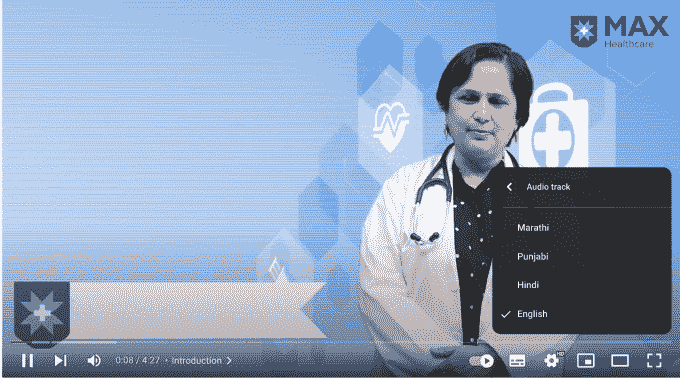 MAX
Healthcare
Audio track
Marathi
Punjabi
Hindi
English
0:08 / 4:27 • Introduction